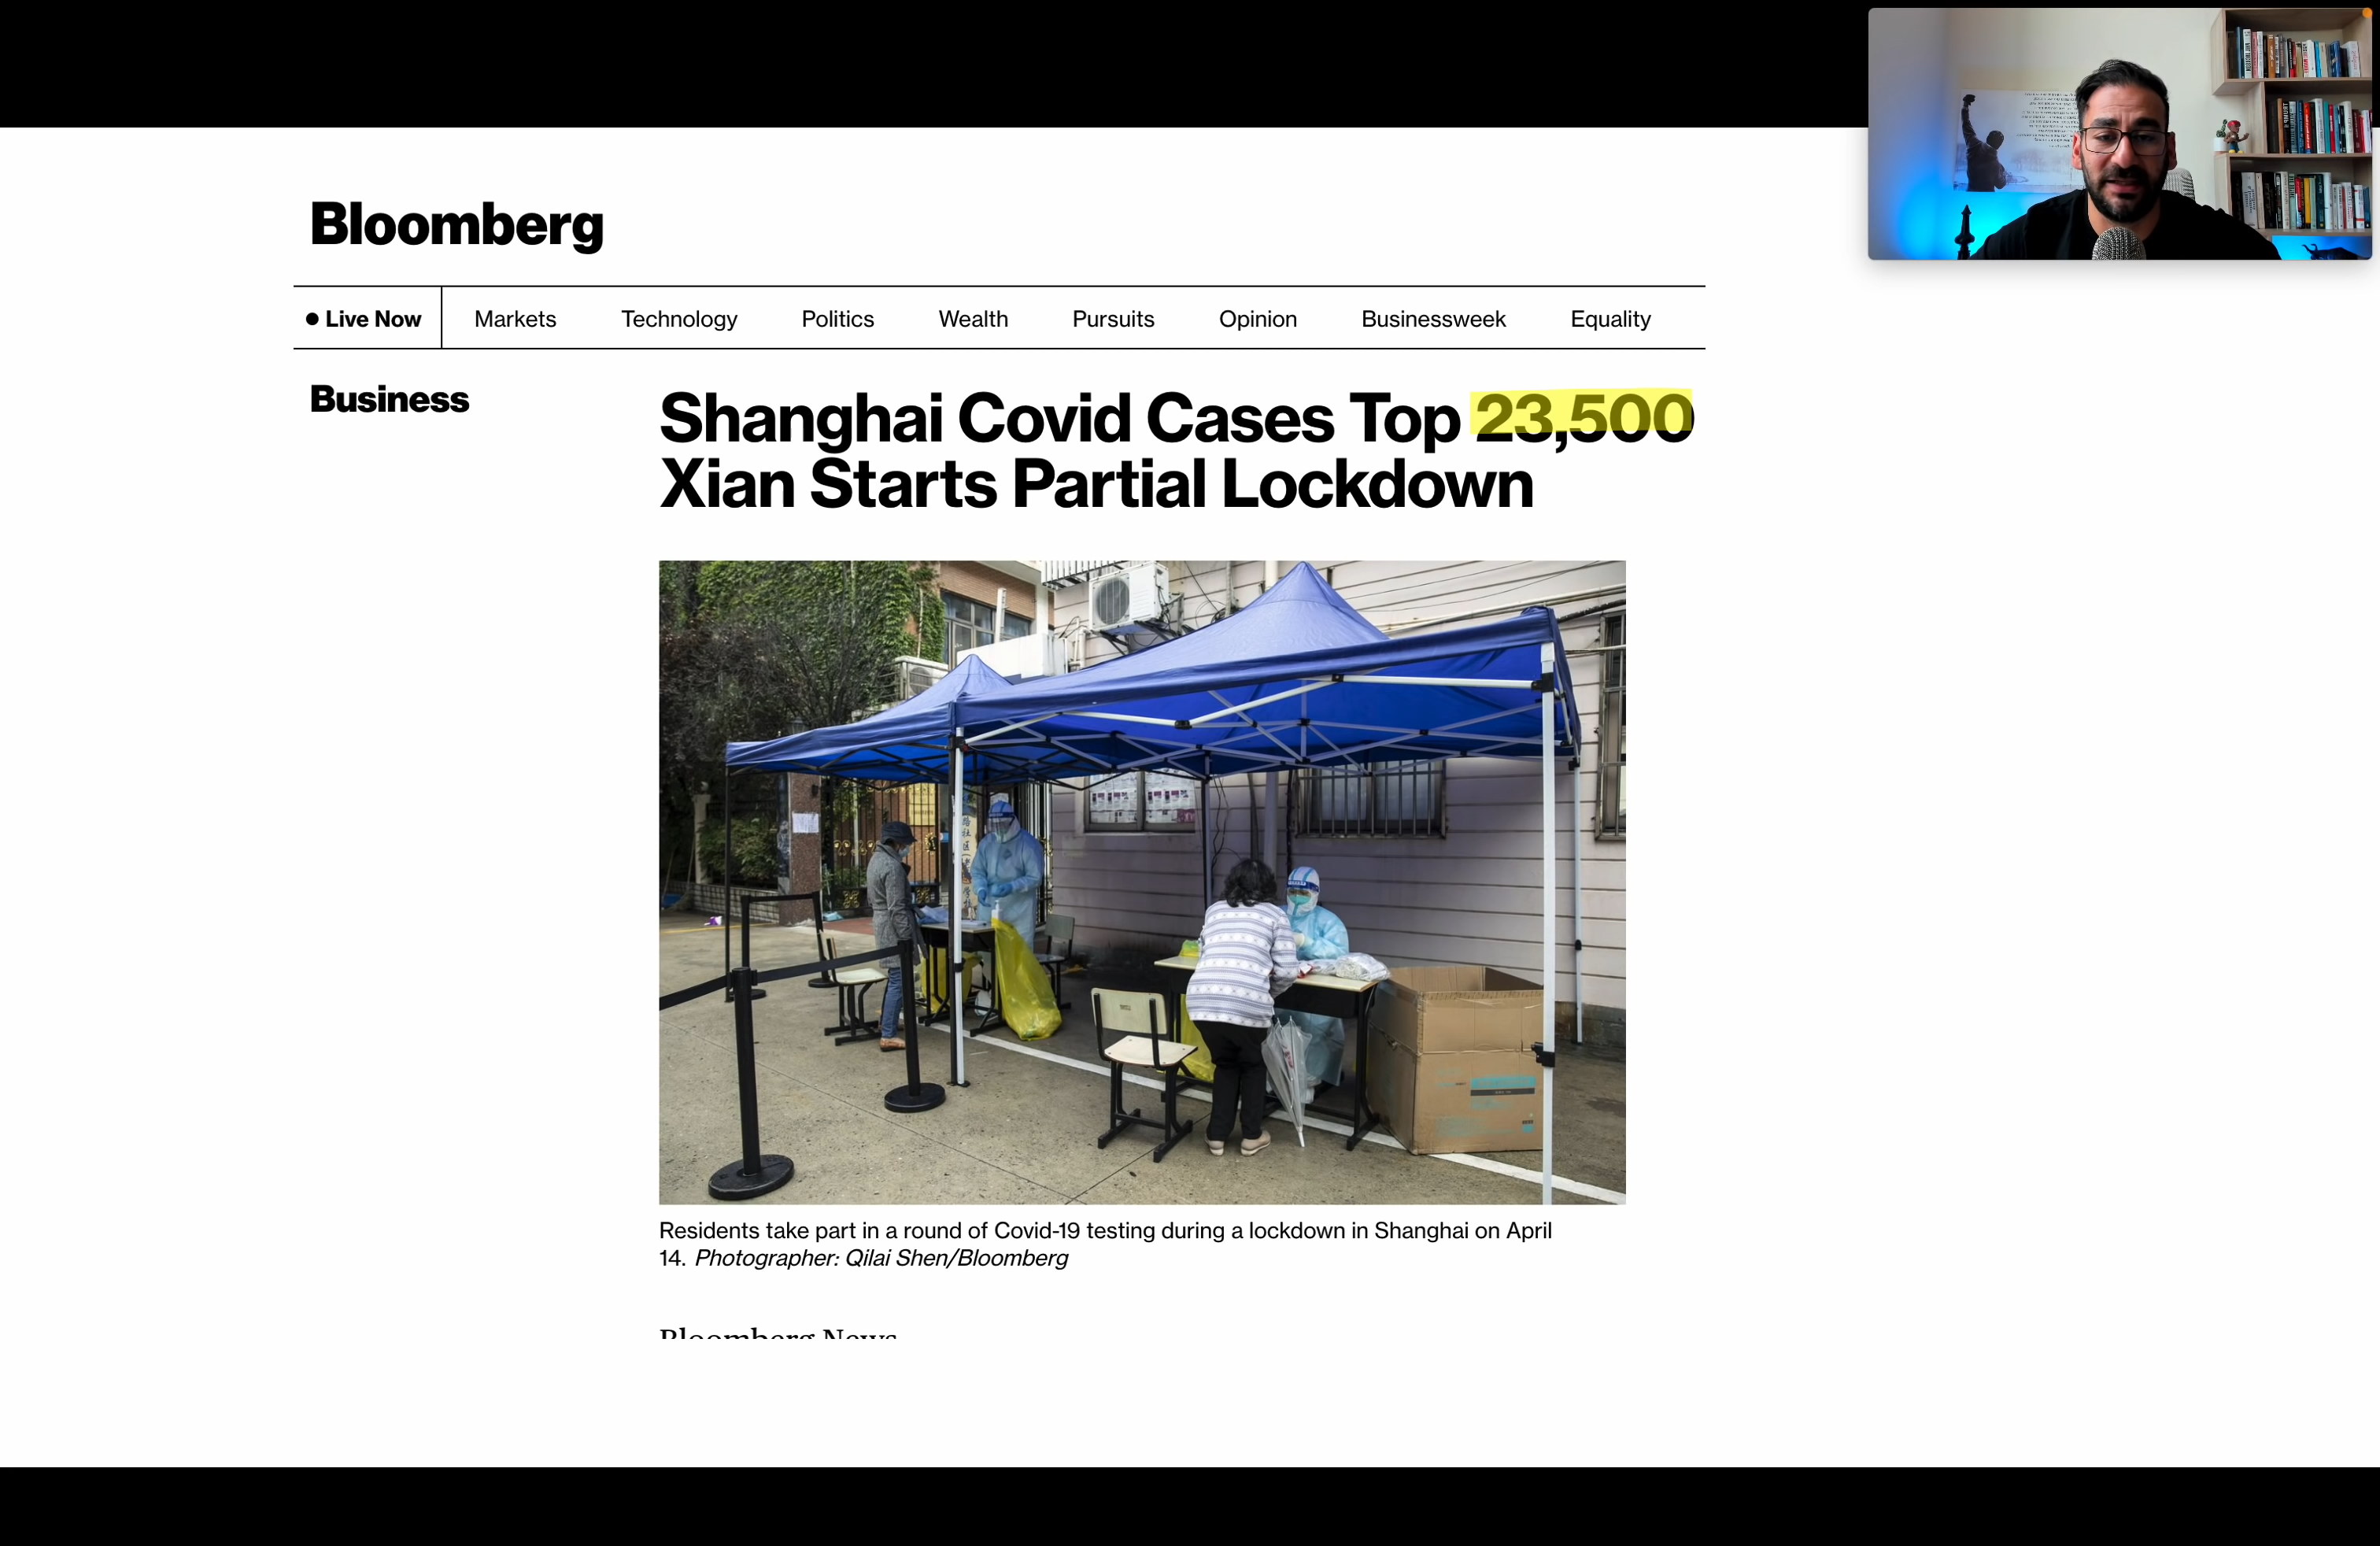 Bloomberg
Live Now
Markets
Technology
Politics
Wealth
Pursuits
Opinion
Businessweek
Equality
Business
Shanghai Covid Cases Top 23,500
Xian Starts Partial Lockdown
Residents take part in a round of Covid-19 testing during a lockdown in Shanghai on April
14. Photographer: Qilai Shen/Bloomberg
Bloomberg News